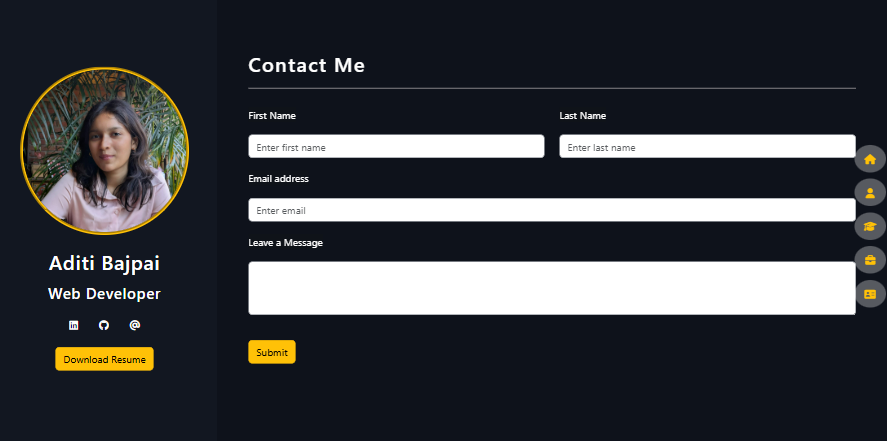 Aditi Bajpai
Web Developer
Download Resume
Contact Me
First Name
Last Name
Enter first name
Enter last name
Email address
Enter email
Leave a Message
Submit